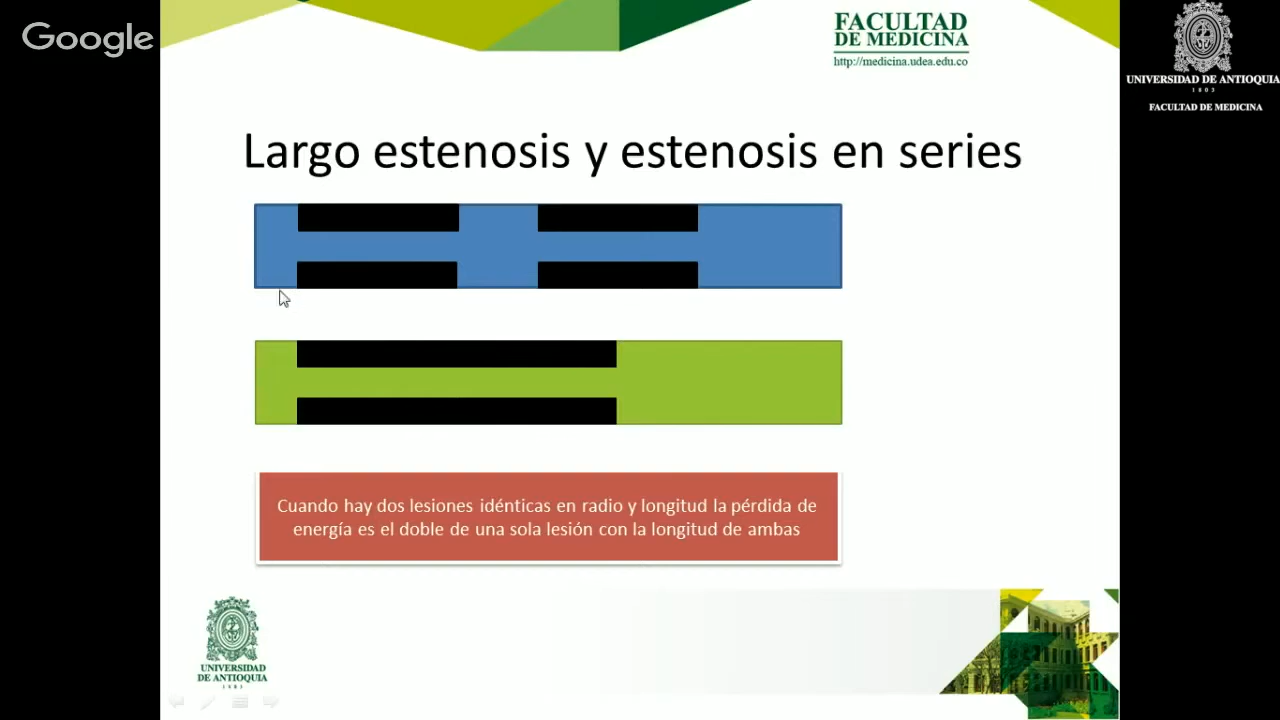 Google
FACULTAD
DE MEDICINA
http://medicina.udea.edu.co
UNIVERSIDAD DE ANTIOQUIA
1803
FACULTAD DE MEDICINA
Largo estenosis y estenosis en series
Cuando hay dos lesiones idénticas en radio y longitud la pérdida de
energía es el doble de una sola lesión con la longitud de ambas
UNIVERSIDAD
DE ANTIOQUIA
1803